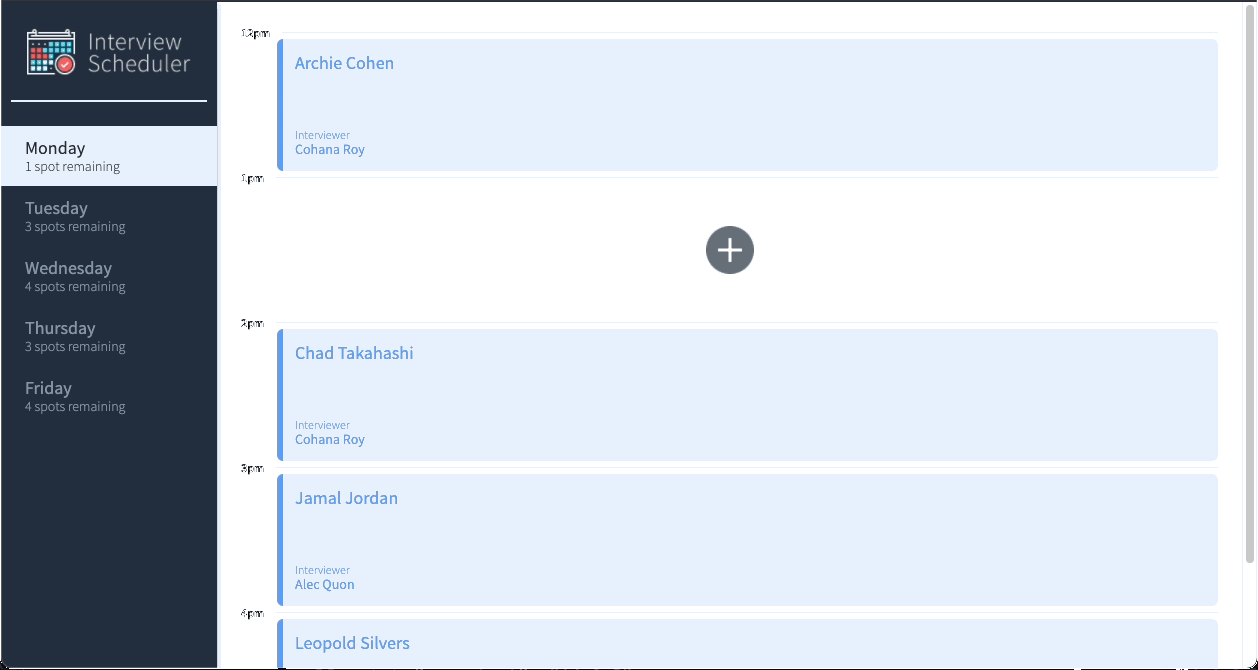 Interview
Scheduler
Monday
1 spot remaining
Tuesday
3 spots remaining
Wednesday
4 spots remaining
Thursday
3 spots remaining
Friday
4 spots remaining
12pm
Archie Cohen
Interviewer
Cohana Roy
1pm
2pm
Chad Takahashi
Interviewer
Cohana Roy
3pm
Jamal Jordan
Interviewer
Alec Quon
4pm
Leopold Silvers